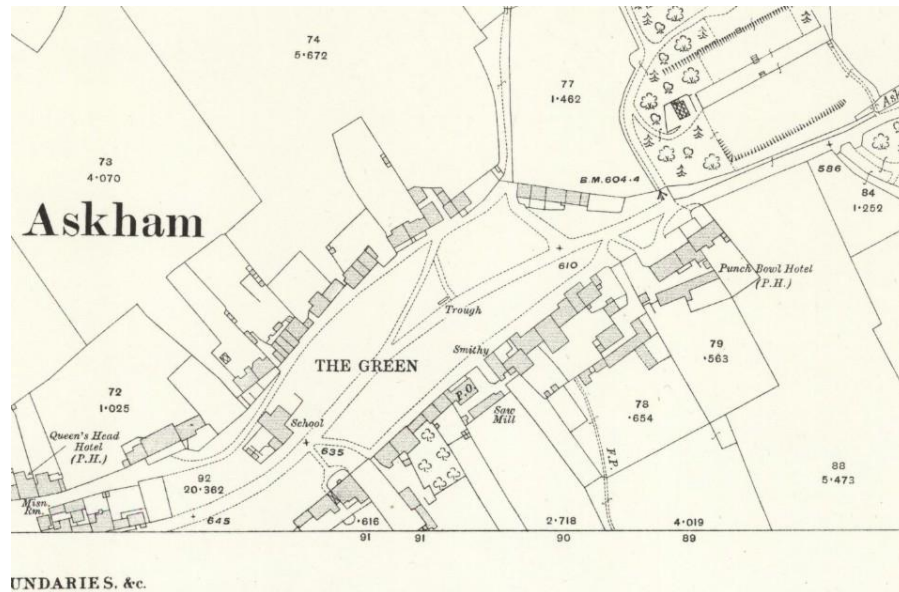 74
5·672
77
1·462
73
4·070
B.M. 604·4
586
84
1·252
Askham
610
Punch Bowl Hotel
(P.H.)
Trough
Smithy
THE GREEN
79
·563
72
1·025
P.O.
Saw
Mill
78
·654
School
Queen's Head
Hotel
(P.H.)
635
F.P.
88
5·473
92
20·362
Misn.
Rm.
645
·616
2·718
4·019
91
91
90
89
UNDARIES. &c.